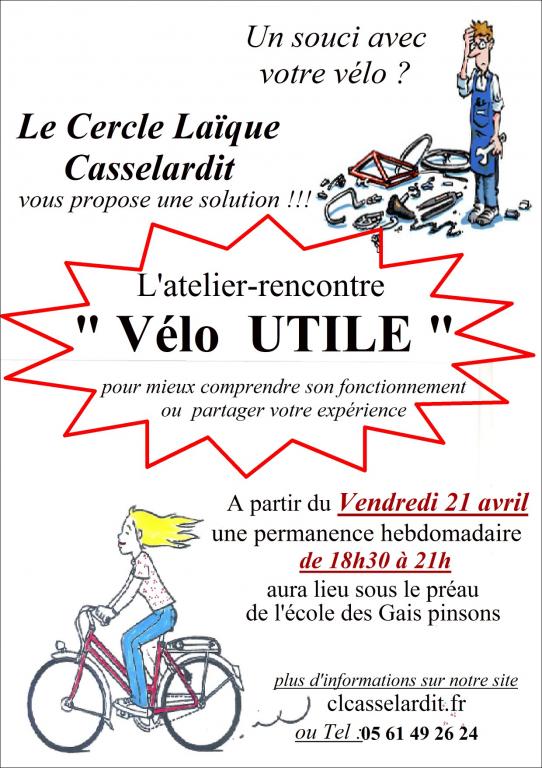 Un souci avec
votre vélo ?
Le Cercle Laïque
Casselardit
vous propose une solution !!!
L'atelier-rencontre
" Vélo  UTILE "
pour mieux comprendre son fonctionnement
ou  partager votre expérience
A partir du Vendredi 21 avril
une permanence hebdomadaire
de 18h30 à 21h
aura lieu sous le préau
de l'école des Gais pinsons
plus d'informations sur notre site
clcasselardit.fr
ou Tel :05 61 49 26 24